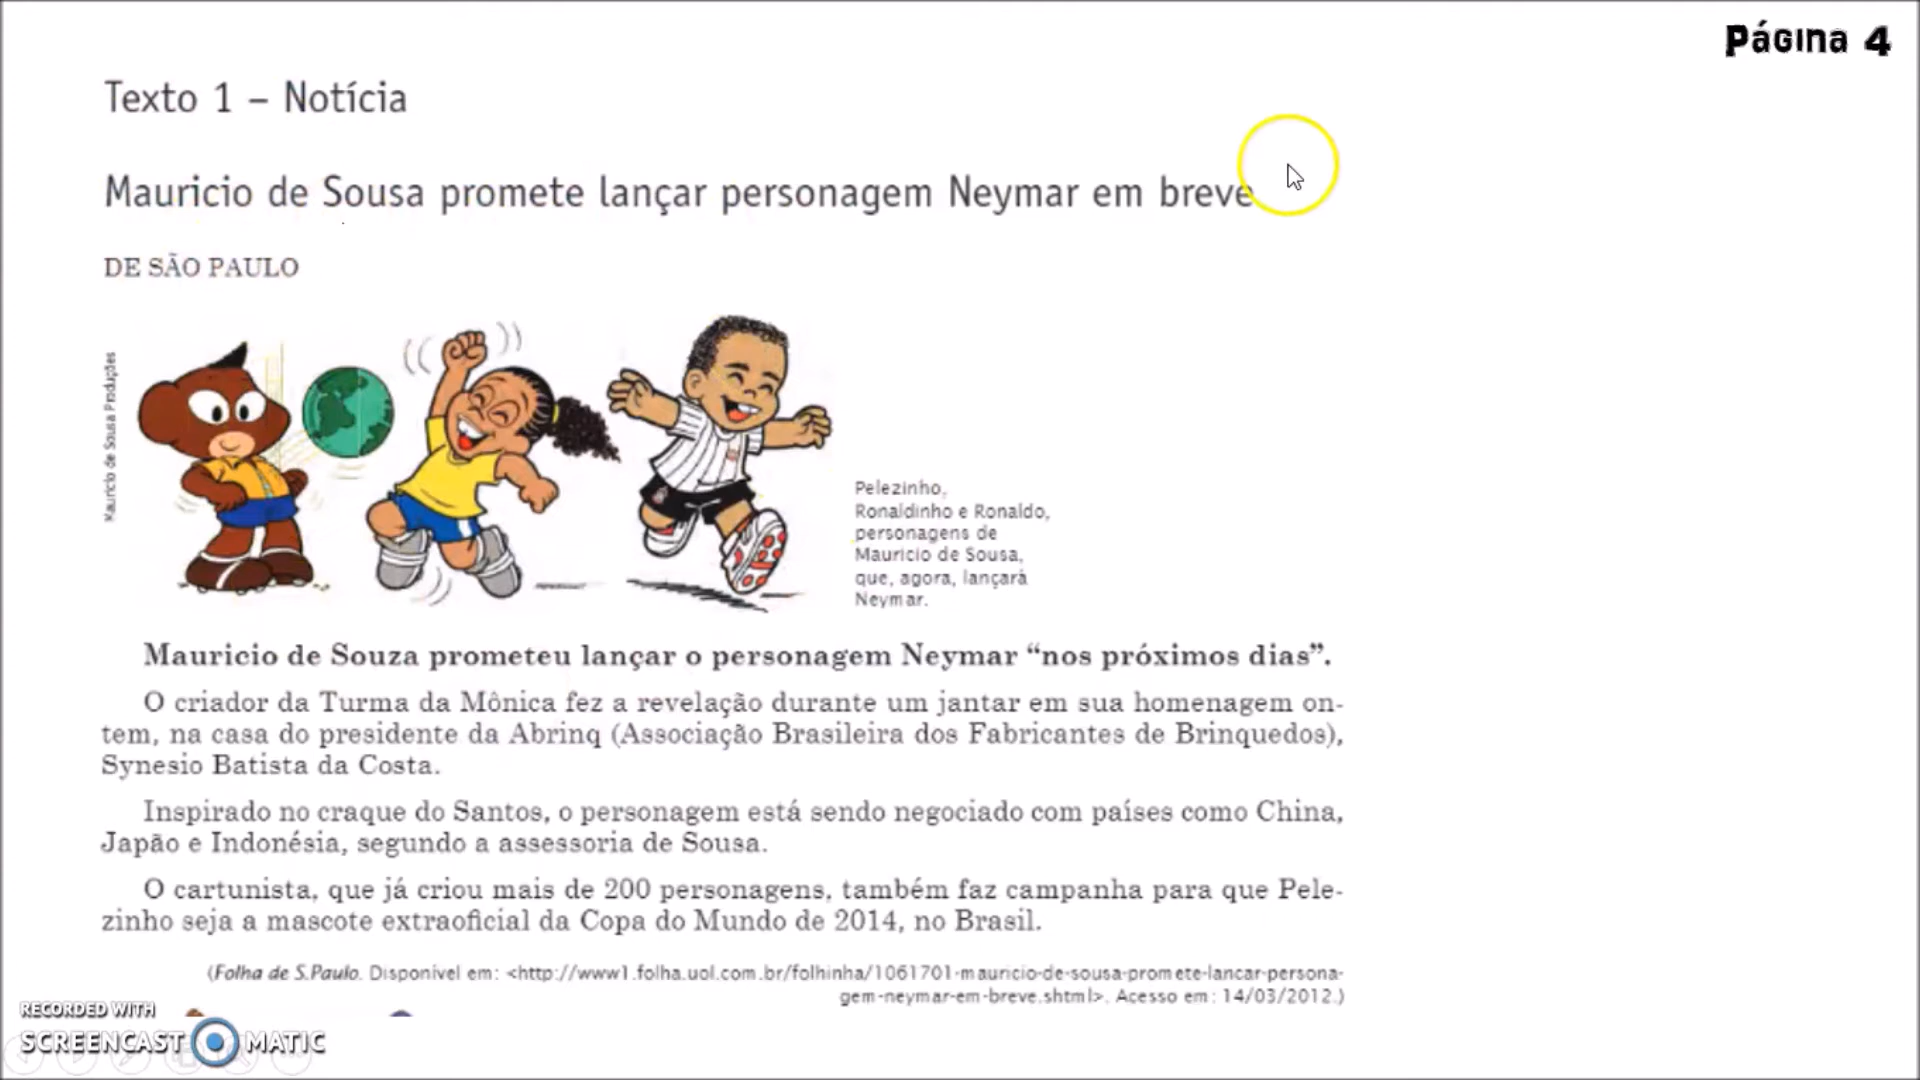 Página 4
Texto 1 – Notícia
Mauricio de Sousa promete lançar personagem Neymar em breve
DE SÃO PAULO
Mauricio de Sousa Produções
Pelezinho,
Ronaldinho e Ronaldo,
personagens de
Mauricio de Sousa,
que, agora, lançará
Neymar.
Mauricio de Souza prometeu lançar o personagem Neymar “nos próximos dias”.
O criador da Turma da Mônica fez a revelação durante um jantar em sua homenagem on-
tem, na casa do presidente da Abrinq (Associação Brasileira dos Fabricantes de Brinquedos),
Synesio Batista da Costa.
Inspirado no craque do Santos, o personagem está sendo negociado com países como China,
Japão e Indonésia, segundo a assessoria de Sousa.
O cartunista, que já criou mais de 200 personagens, também faz campanha para que Pele-
zinho seja a mascote extraoficial da Copa do Mundo de 2014, no Brasil.
(Folha de S.Paulo. Disponível em: <http://www1.folha.uol.com.br/folhinha/1061701-mauricio-de-sousa-promete-lancar-persona-
gem-neymar-em-breve.shtml>. Acesso em: 14/03/2012.)
RECORDED WITH
SCREENCAST MATIC